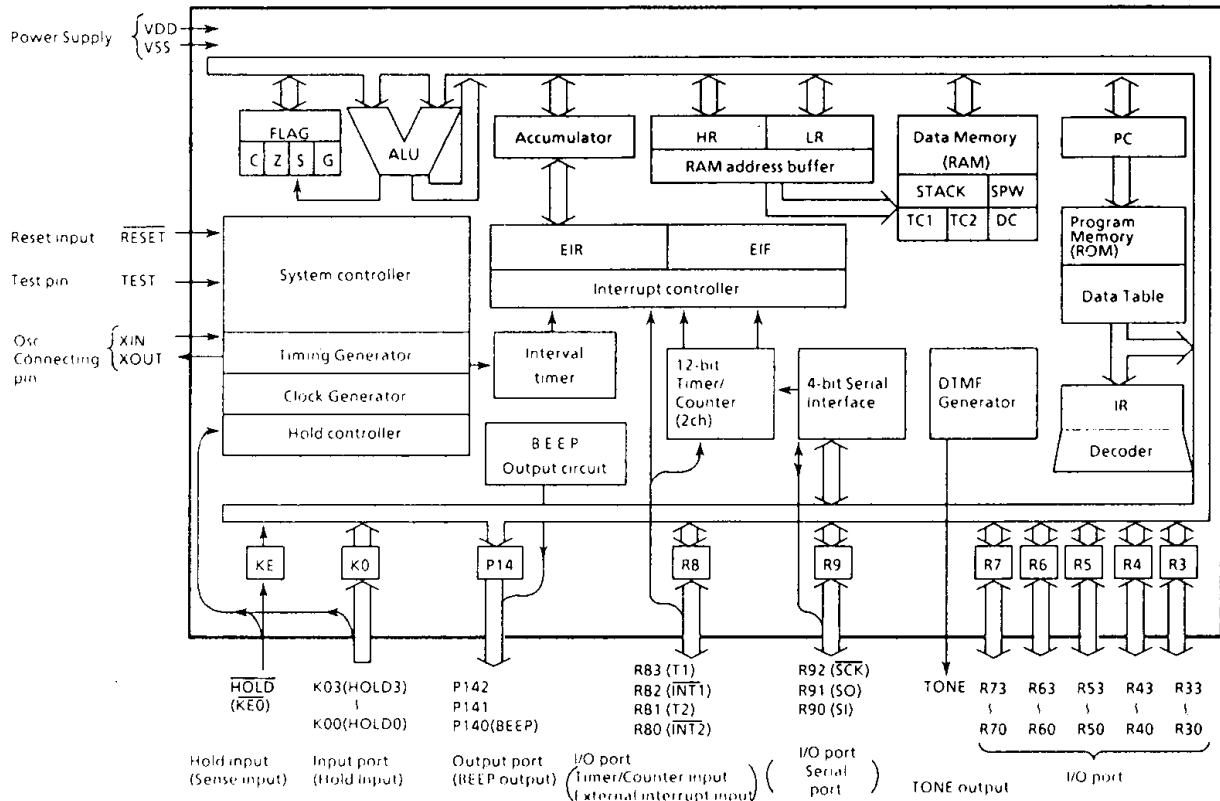 Power Supply
VDD
VSS
FLAG
C Z S G
ALU
Accumulator
HR LR
RAM address buffer
Data Memory
(RAM)
STACK SPW
TC1 TC2 DC
PC
Program
Memory
(ROM)
Data Table
IR
Decoder
Reset input RESET
Test pin TEST
Osc
Connecting
pin
XIN
XOUT
System controller
Timing Generator
Clock Generator
Hold controller
EIR EIF
Interrupt controller
Interval
timer
12-bit
Timer/
Counter
(2ch)
4-bit Serial
Interface
DTMF
Generator
BEEP
Output circuit
KE K0 P14 R8 R9 R7 R6 R5 R4 R3
HOLD
(KE0)
K03(HOLD3)
~
K00(HOLD0)
P142
P141
P140(BEEP)
R83 (T1)
R82 (INT1)
R81 (T2)
R80 (INT2)
R92 (SCK)
R91 (SO)
R90 (SI)
TONE
R73 R63 R53 R43 R33
~ ~ ~ ~ ~
R70 R60 R50 R40 R30
Hold input
(Sense input)
Input port
(Hold input)
Output port
(BEEP output)
I/O port
(Timer/Counter input
External interrupt input)
I/O port
(Serial
port)
TONE output
I/O port